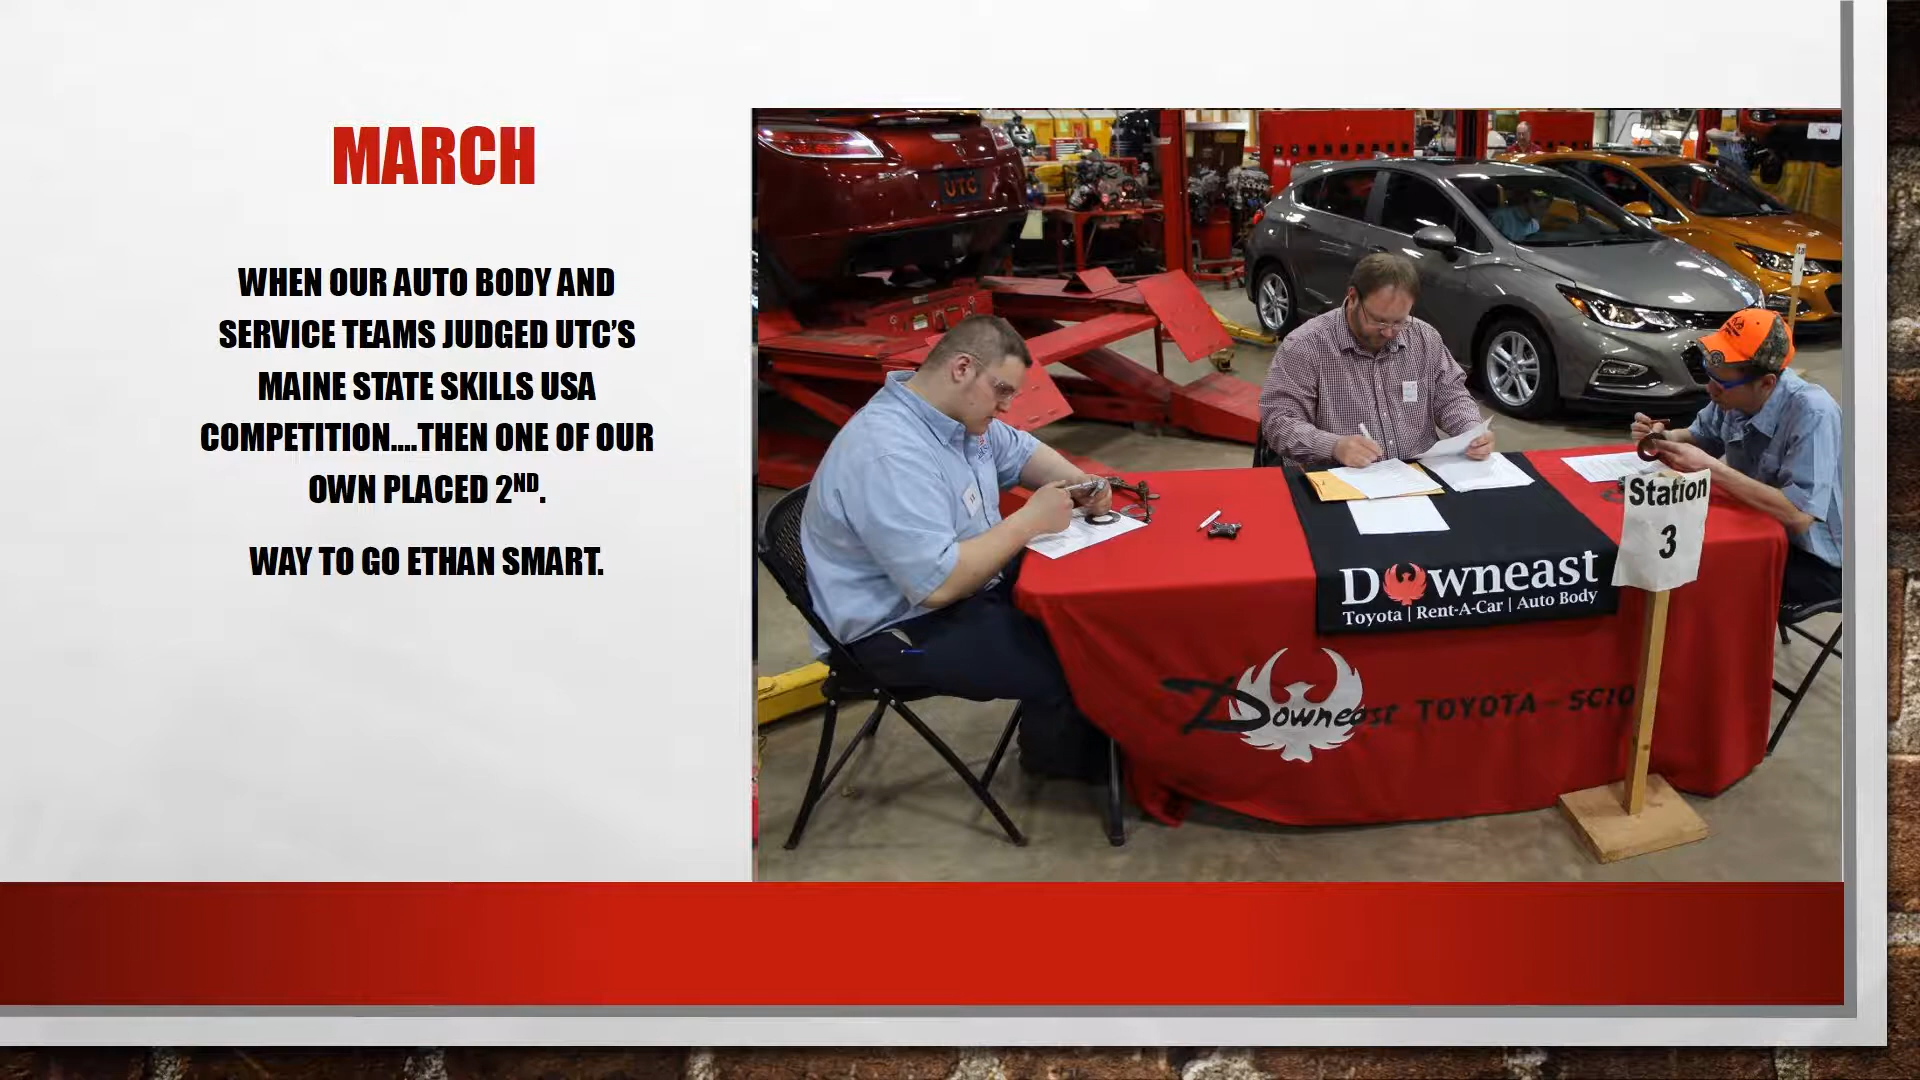 MARCH
WHEN OUR AUTO BODY AND
SERVICE TEAMS JUDGED UTC’S
MAINE STATE SKILLS USA
COMPETITION....THEN ONE OF OUR
OWN PLACED 2ND.
WAY TO GO ETHAN SMART.
UTC
Station
3
Downeast
Toyota | Rent-A-Car | Auto Body
Downeast TOYOTA - SCIO